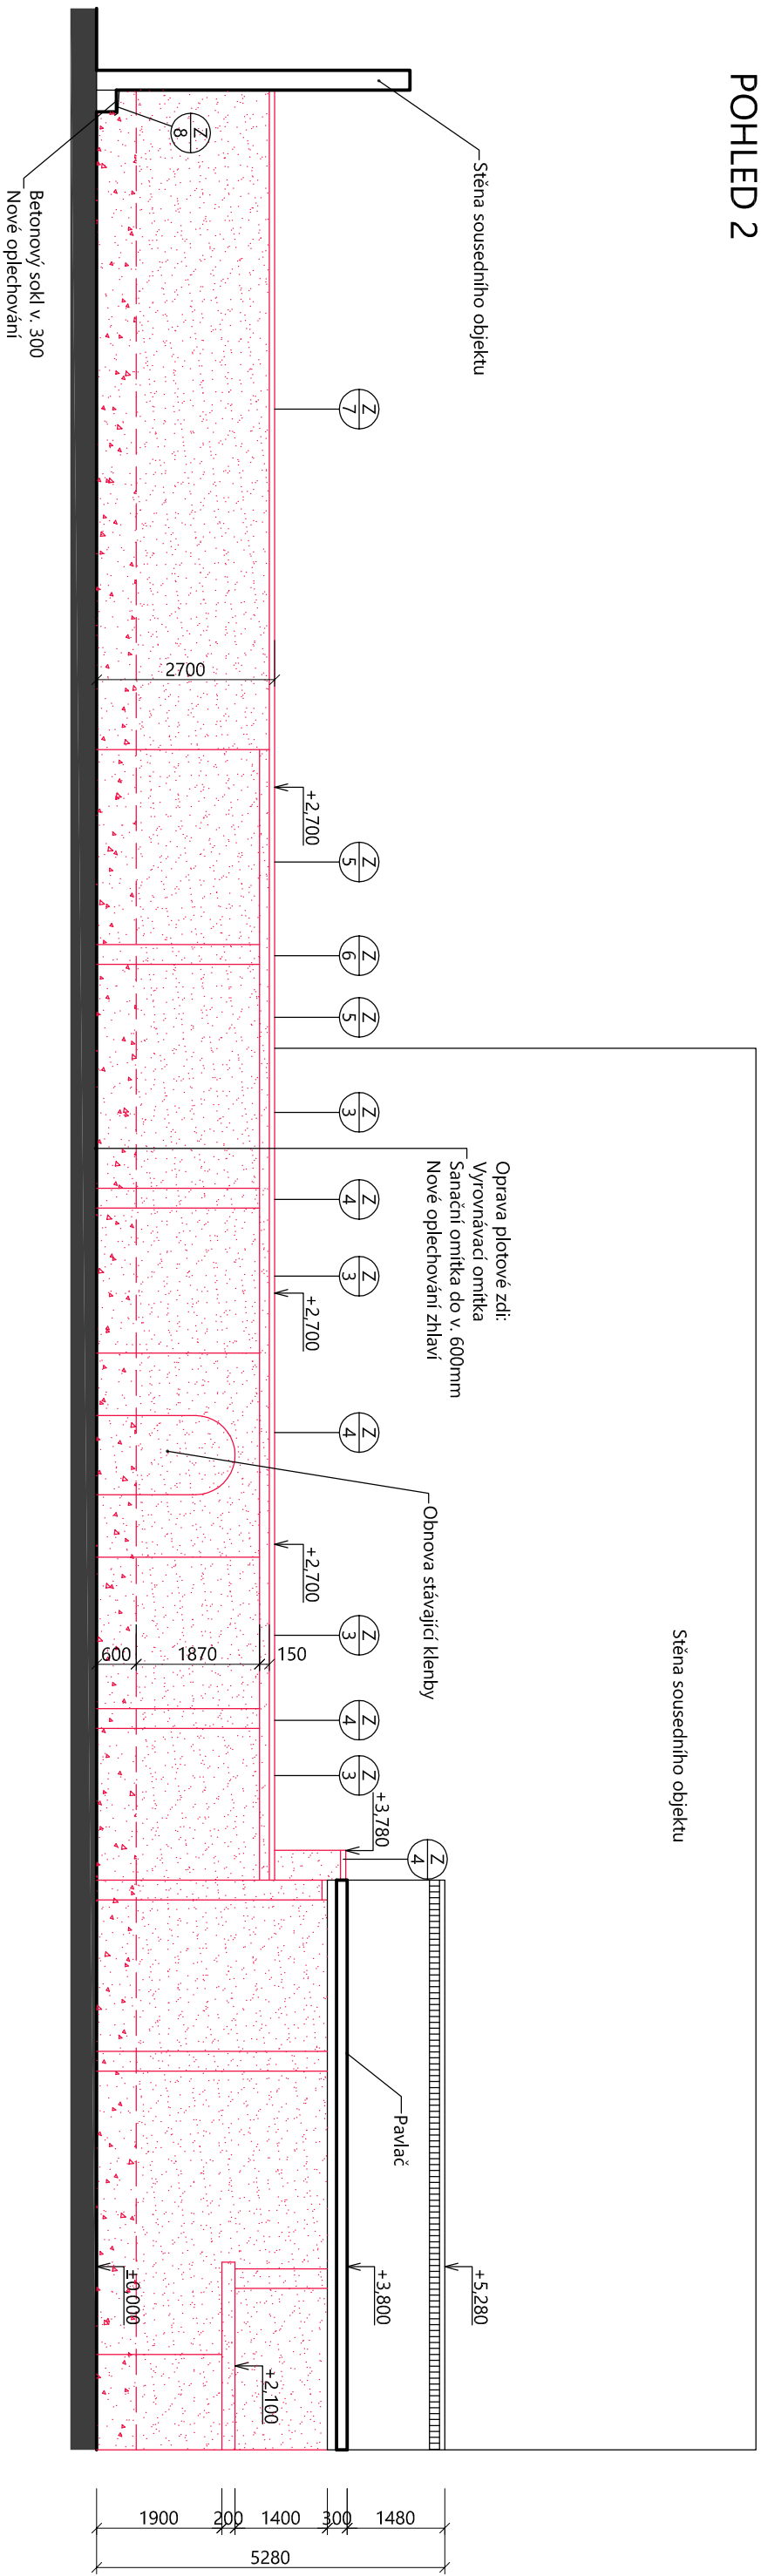 POHLED 2
Stěna sousedního objektu
Z
8
Betonový sokl v. 300
Nové oplechování
Z
7
2700
+2,700
Z
5
Z
6
Z
5
Z
3
Oprava plotové zdi:
Vyrovnávací omítka
Sanační omítka do v. 600mm
Nové oplechování zhlaví
Z
4
Z
3
+2,700
Z
4
Obnova stávající klenby
+2,700
Z
3
600
1870
150
Z
4
Z
3
+3,780
Z
4
Stěna sousedního objektu
Pavlač
+5,280
+3,800
±0,000
+2,100
1900
200
1400
300
1480
5280